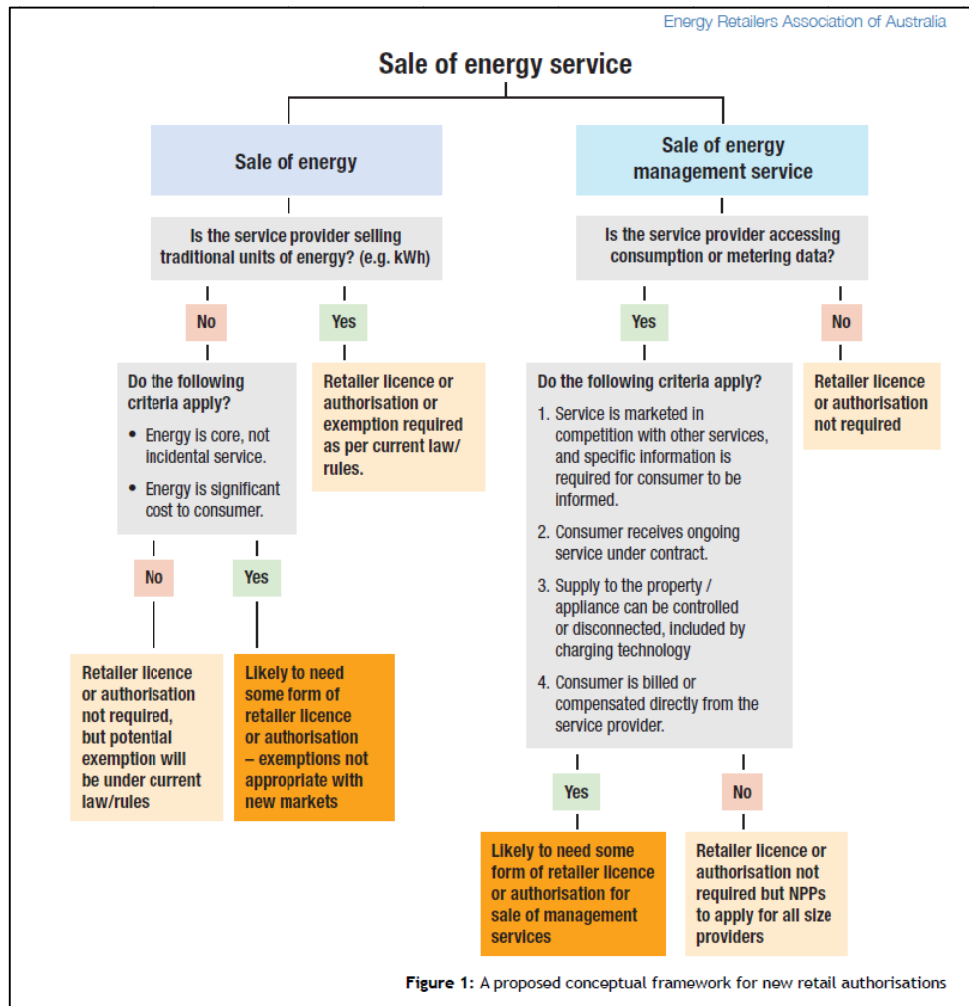 Energy Retailers Association of Australia
Sale of energy service
Sale of energy
Is the service provider selling
traditional units of energy? (e.g. kWh)
No
Yes
Do the following
criteria apply?
• Energy is core, not
incidental service.
• Energy is significant
cost to consumer.
Retailer licence or
authorisation or
exemption required
as per current law/
rules.
No
Yes
Retailer licence
or authorisation
not required,
but potential
exemption will
be under current
law/rules
Likely to need
some form of
retailer licence
or authorisation
– exemptions not
appropriate with
new markets
Sale of energy
management service
Is the service provider accessing
consumption or metering data?
Yes
No
Do the following criteria apply?
1. Service is marketed in
competition with other services,
and specific information is
required for consumer to be
informed.
2. Consumer receives ongoing
service under contract.
3. Supply to the property /
appliance can be controlled
or disconnected, included by
charging technology
4. Consumer is billed or
compensated directly from the
service provider.
Retailer licence
or authorisation
not required
Yes
No
Likely to need some
form of retailer licence
or authorisation for
sale of management
services
Retailer licence or
authorisation not
required but NPPs
to apply for all size
providers
Figure 1: A proposed conceptual framework for new retail authorisations